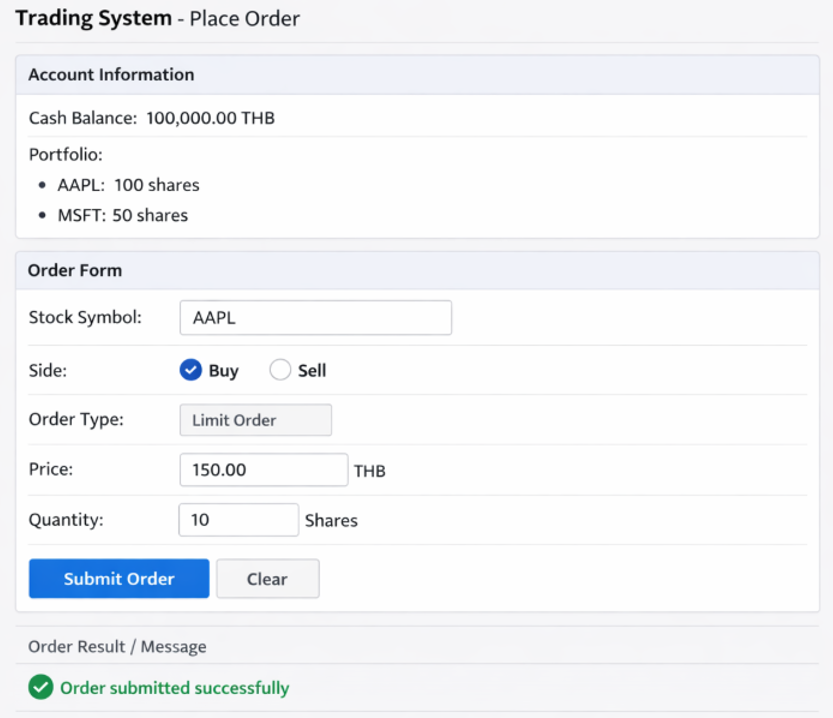 Trading System - Place Order
Account Information
Cash Balance: 100,000.00 THB
Portfolio:
• AAPL: 100 shares
• MSFT: 50 shares
Order Form
Stock Symbol: AAPL
Side: Buy Sell
Order Type: Limit Order
Price: 150.00 THB
Quantity: 10 Shares
Submit Order Clear
Order Result / Message
Order submitted successfully